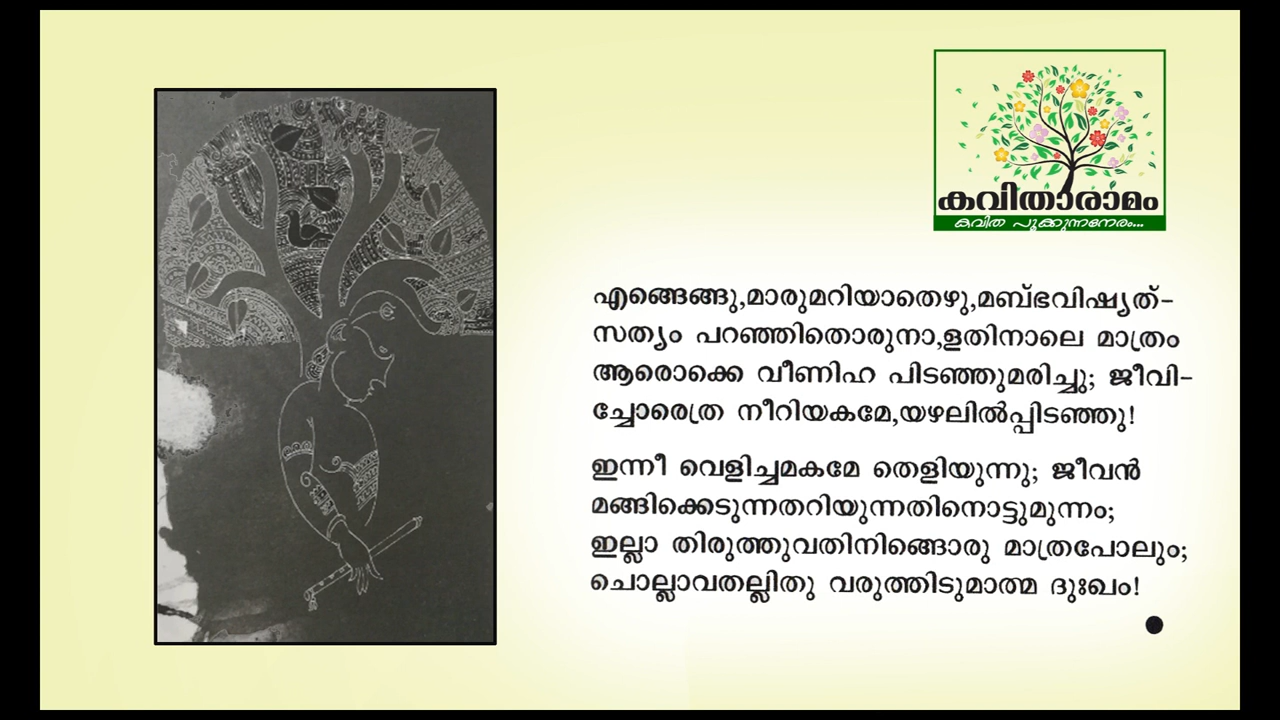 കവിതാരാമം
കവിത പൂക്കുന്നനേരം...
എങ്ങെങ്ങു,മാരുമറിയാതെഴു,മബ്ഭവിഷ്യത്-
സത്യം പറഞ്ഞിതൊരുനാ,ളതിനാലെ മാത്രം
ആരൊക്കെ വീണിഹ പിടഞ്ഞുമരിച്ചു; ജീവി-
ച്ചോരെത്ര നീറിയകമേ,യഴലിൽപ്പിടഞ്ഞു!
ഇന്നീ വെളിച്ചമകമേ തെളിയുന്നു; ജീവൻ
മങ്ങിക്കെടുന്നതറിയുന്നതിനൊട്ടുമുന്നം;
ഇല്ലാ തിരുത്തുവതിനിങ്ങൊരു മാത്രപോലും;
ചൊല്ലാവതല്ലിതു വരുത്തിടുമാത്മ ദുഃഖം!